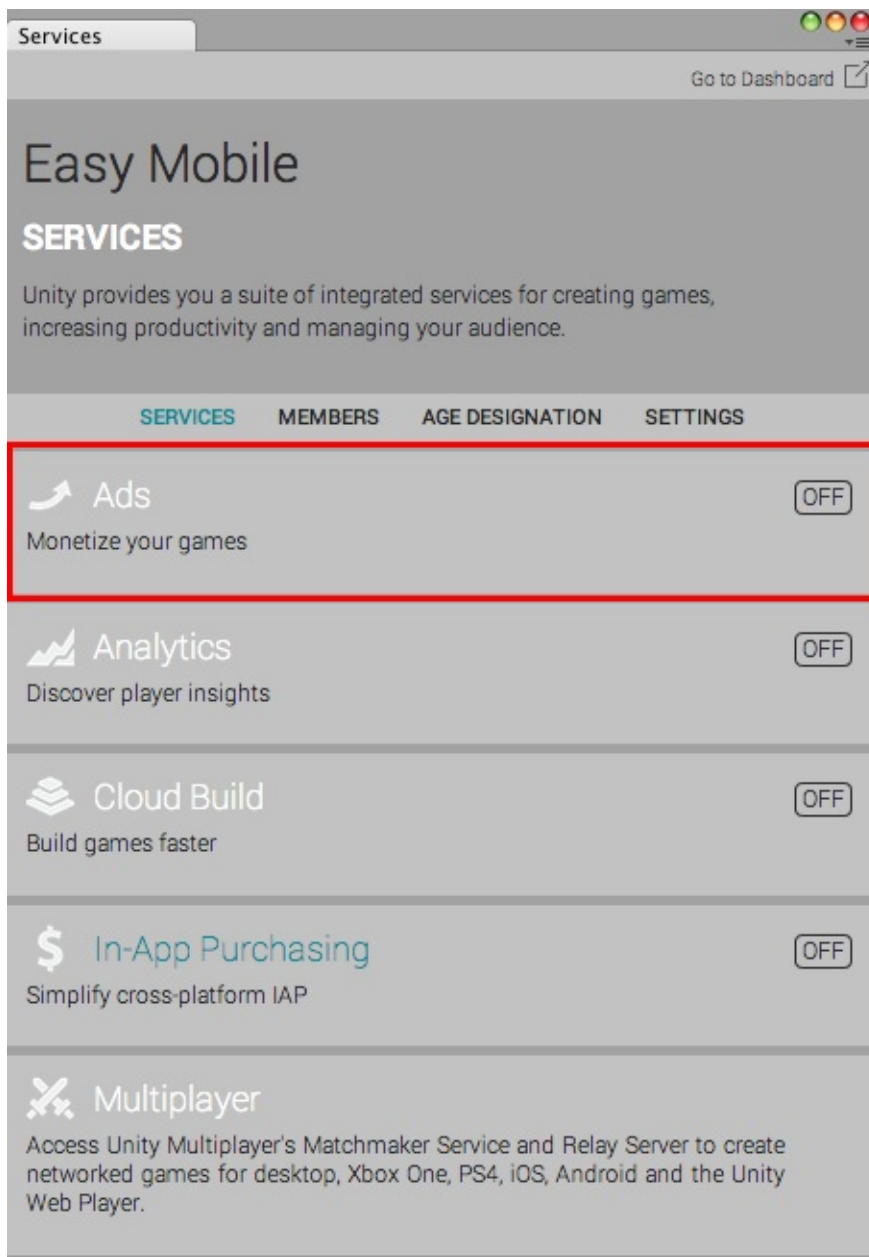 Services
Go to Dashboard
Easy Mobile
SERVICES
Unity provides you a suite of integrated services for creating games,
increasing productivity and managing your audience.
SERVICES MEMBERS AGE DESIGNATION SETTINGS
Ads OFF
Monetize your games
Analytics OFF
Discover player insights
Cloud Build OFF
Build games faster
$ In-App Purchasing OFF
Simplify cross-platform IAP
Multiplayer
Access Unity Multiplayer's Matchmaker Service and Relay Server to create
networked games for desktop, Xbox One, PS4, iOS, Android and the Unity
Web Player.